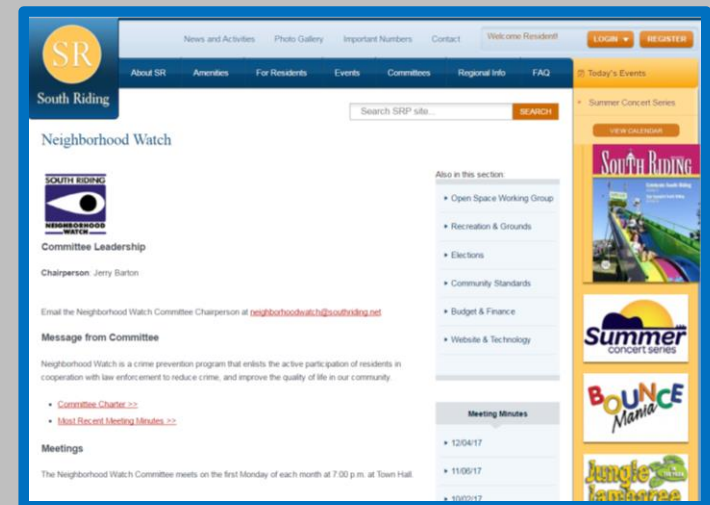 SR
South Riding
News and Activities Photo Gallery Important Numbers Contact Welcome Resident! LOGIN REGISTER
About SR Amenities For Residents Events Committees Regional Info FAQ
Today's Events
Summer Concert Series
VIEW CALENDAR
Search SRP site... SEARCH
Neighborhood Watch
SOUTH RIDING
NEIGHBORHOOD
WATCH
Committee Leadership
Chairperson: Jerry Barton
Email the Neighborhood Watch Committee Chairperson at neighborhoodwatch@southriding.net.
Message from Committee
Neighborhood Watch is a crime prevention program that enlists the active participation of residents in
cooperation with law enforcement to reduce crime, and improve the quality of life in our community.
• Committee Charter >>
• Most Recent Meeting Minutes >>
Meetings
The Neighborhood Watch Committee meets on the first Monday of each month at 7:00 p.m. at Town Hall.
Also in this section:
Open Space Working Group
Recreation & Grounds
Elections
Community Standards
Budget & Finance
Website & Technology
Meeting Minutes
12/04/17
11/06/17
10/02/17
SOUTH RIDING
Summer
concert series
BOUNCE
Mania
Jungle
Jamboree